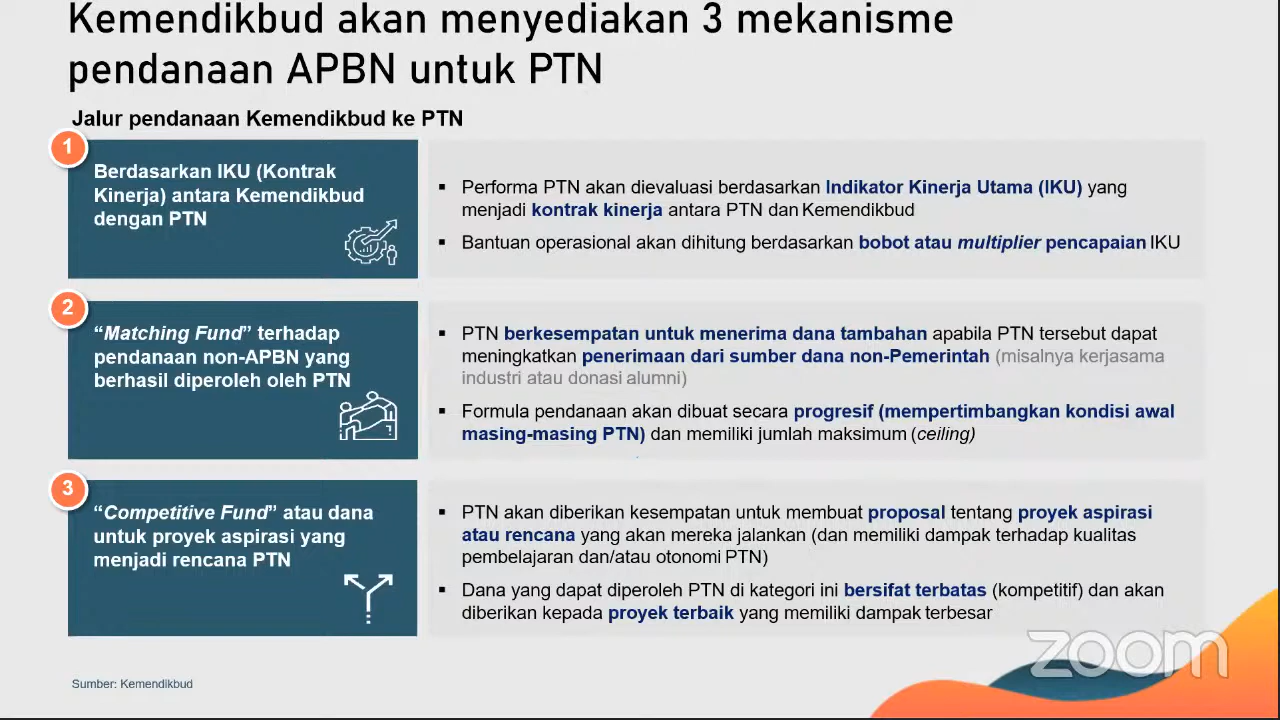 Kemendikbud akan menyediakan 3 mekanisme
pendanaan APBN untuk PTN
Jalur pendanaan Kemendikbud ke PTN
1
Berdasarkan IKU (Kontrak
Kinerja) antara Kemendikbud
dengan PTN
▪ Performa PTN akan dievaluasi berdasarkan Indikator Kinerja Utama (IKU) yang
menjadi kontrak kinerja antara PTN dan Kemendikbud
▪ Bantuan operasional akan dihitung berdasarkan bobot atau multiplier pencapaian IKU
2
“Matching Fund” terhadap
pendanaan non-APBN yang
berhasil diperoleh oleh PTN
▪ PTN berkesempatan untuk menerima dana tambahan apabila PTN tersebut dapat
meningkatkan penerimaan dari sumber dana non-Pemerintah (misalnya kerjasama
industri atau donasi alumni)
▪ Formula pendanaan akan dibuat secara progresif (mempertimbangkan kondisi awal
masing-masing PTN) dan memiliki jumlah maksimum (ceiling)
3
“Competitive Fund” atau dana
untuk proyek aspirasi yang
menjadi rencana PTN
▪ PTN akan diberikan kesempatan untuk membuat proposal tentang proyek aspirasi
atau rencana yang akan mereka jalankan (dan memiliki dampak terhadap kualitas
pembelajaran dan/atau otonomi PTN)
▪ Dana yang dapat diperoleh PTN di kategori ini bersifat terbatas (kompetitif) dan akan
diberikan kepada proyek terbaik yang memiliki dampak terbesar
zoom
Sumber: Kemendikbud